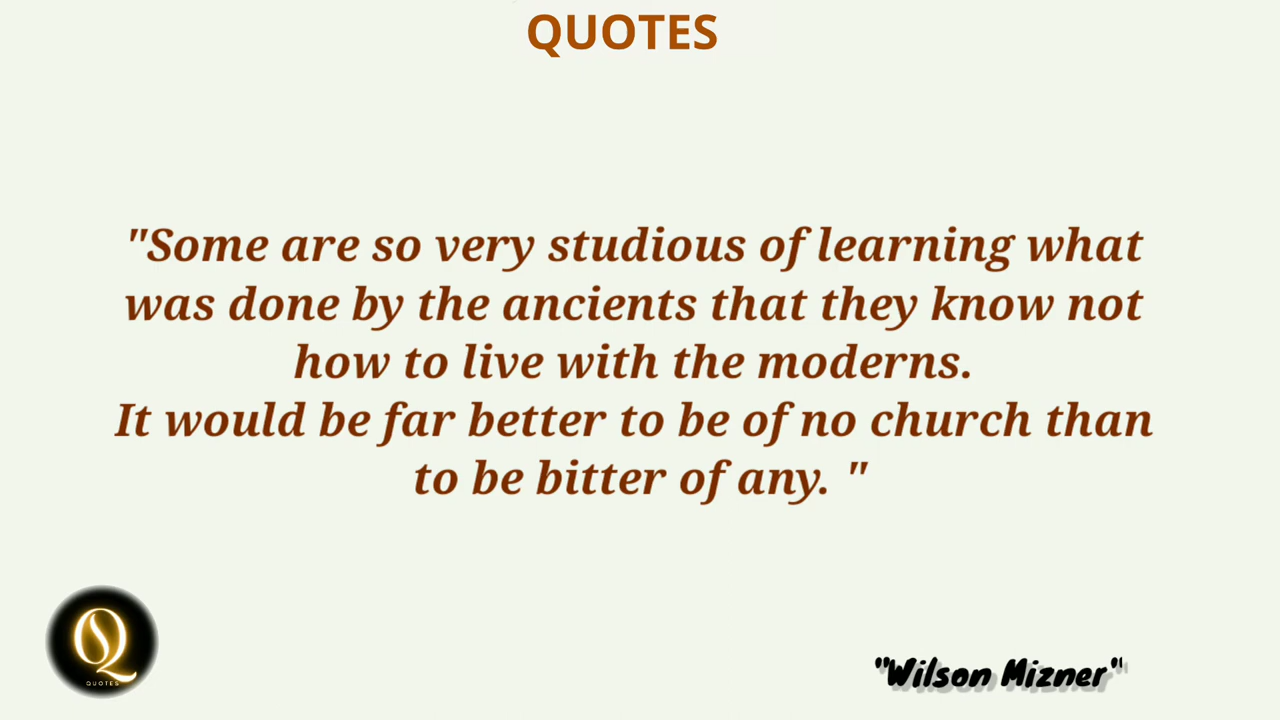 QUOTES
"Some are so very studious of learning what
was done by the ancients that they know not
how to live with the moderns.
It would be far better to be of no church than
to be bitter of any. "
Q
QUOTES
"Wilson Mizner"